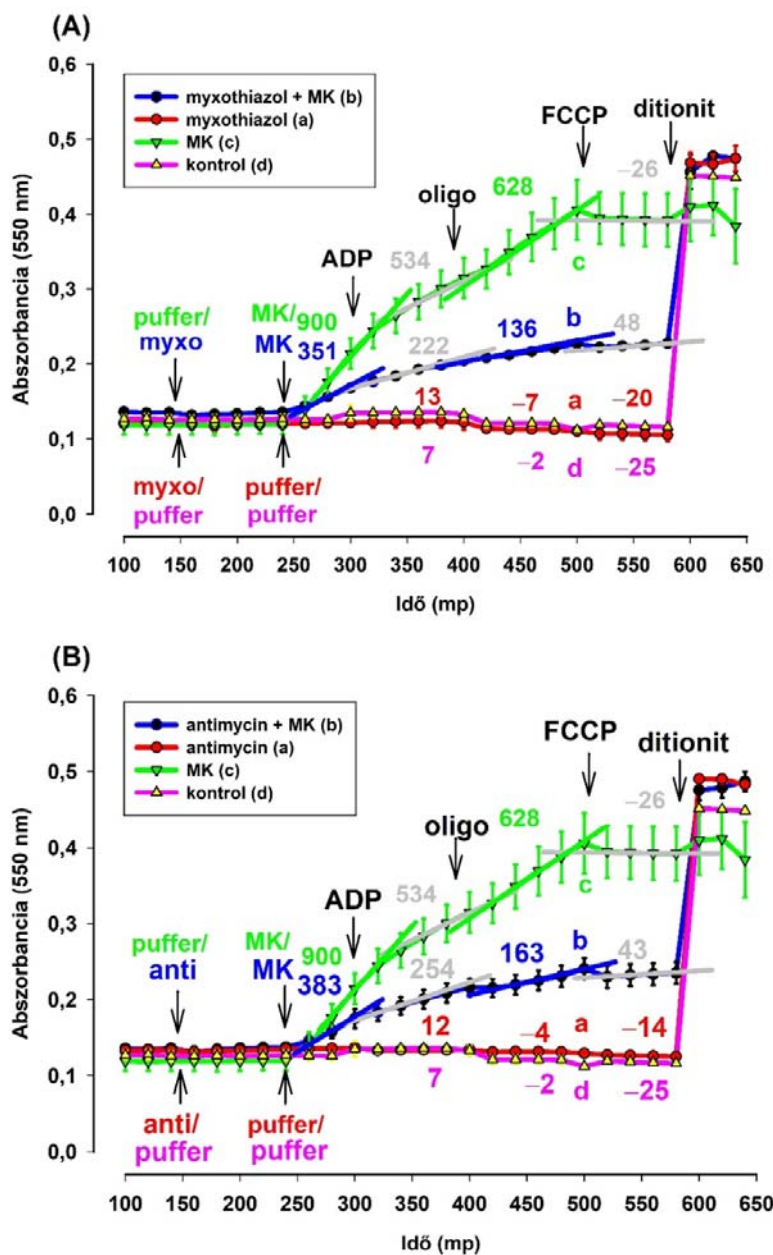 (A)
Abszorbancia (550 nm)
0,6
0,5
0,4
0,3
0,2
0,1
0,0
myxothiazol + MK (b)
myxothiazol (a)
MK (c)
kontrol (d)
FCCP
ditionit
−26
oligo
628
ADP
534
c
puffer/
myxo
MK/
MK
900
351
222
136
b
48
13
−7
a
−20
7
−2
d
−25
myxo/
puffer
puffer/
puffer
100 150 200 250 300 350 400 450 500 550 600 650
Idő (mp)
(B)
Abszorbancia (550 nm)
0,6
0,5
0,4
0,3
0,2
0,1
0,0
antimycin + MK (b)
antimycin (a)
MK (c)
kontrol (d)
FCCP
ditionit
−26
oligo
628
ADP
534
c
puffer/
anti
MK/
MK
900
383
254
163
b
43
12
−4
a
−14
7
−2
d
−25
anti/
puffer
puffer/
puffer
100 150 200 250 300 350 400 450 500 550 600 650
Idő (mp)